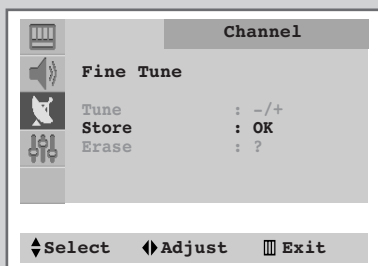 Channel
Fine Tune
Tune : -/+
Store : OK
Erase : ?
Select Adjust Exit